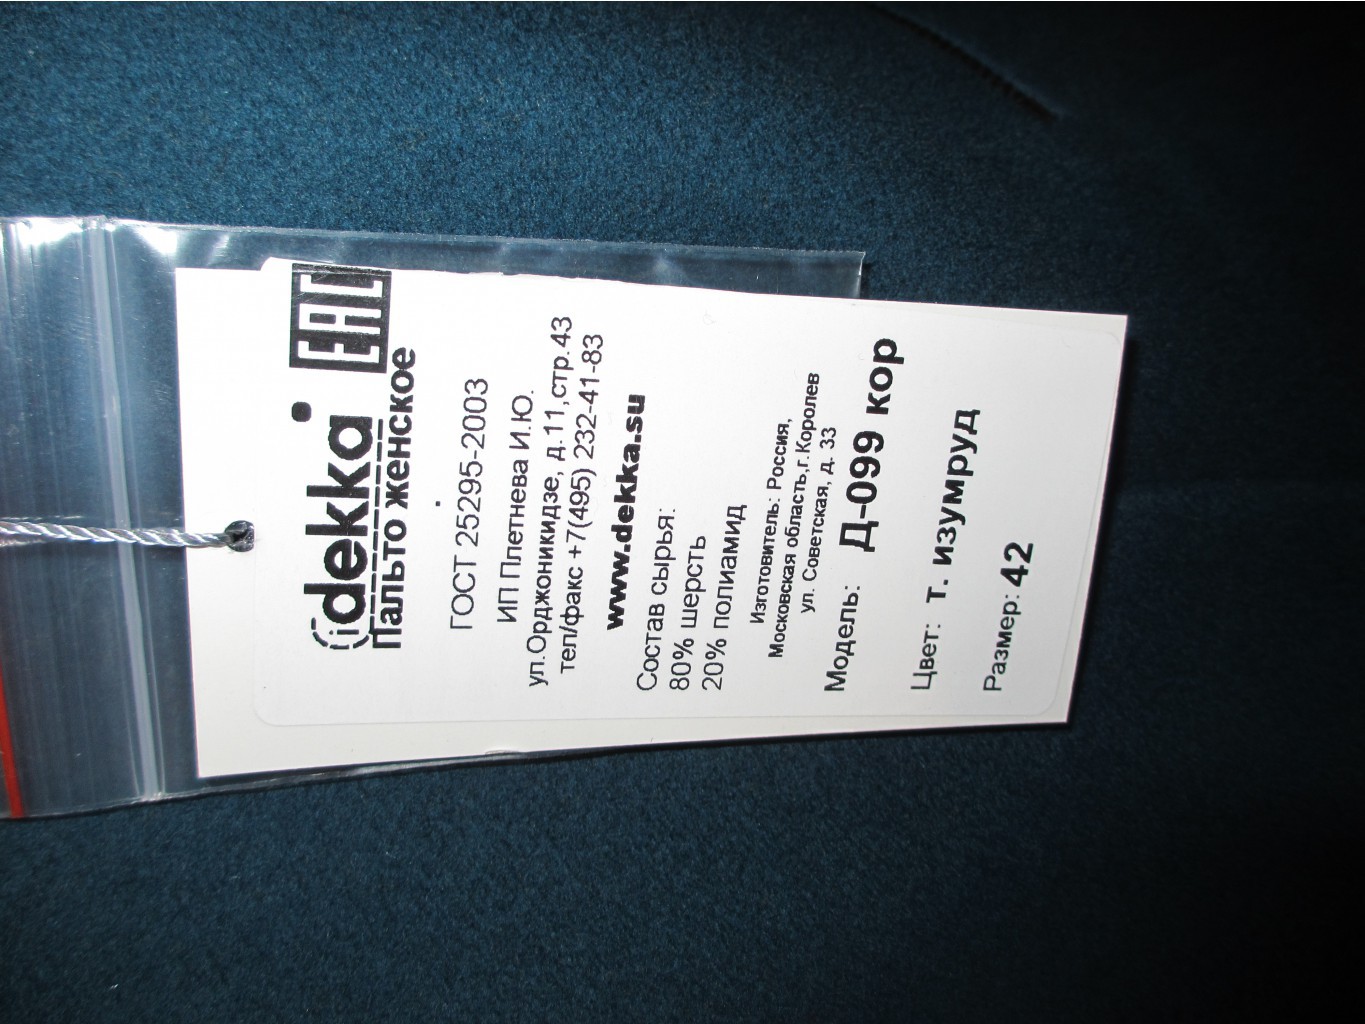 dekka
EAC
Пальто женское
ГОСТ 25295-2003
ИП Плетнева И.Ю.
ул.Орджоникидзе, д.11,стр.43
тел/факс +7(495) 232-41-83
www.dekka.su
Состав сырья:
80% шерсть
20% полиамид
Изготовитель: Россия,
Московская область,г.Королев
ул. Советская, д. 33
Модель: Д-099 кор
Цвет: т. изумруд
Размер: 42